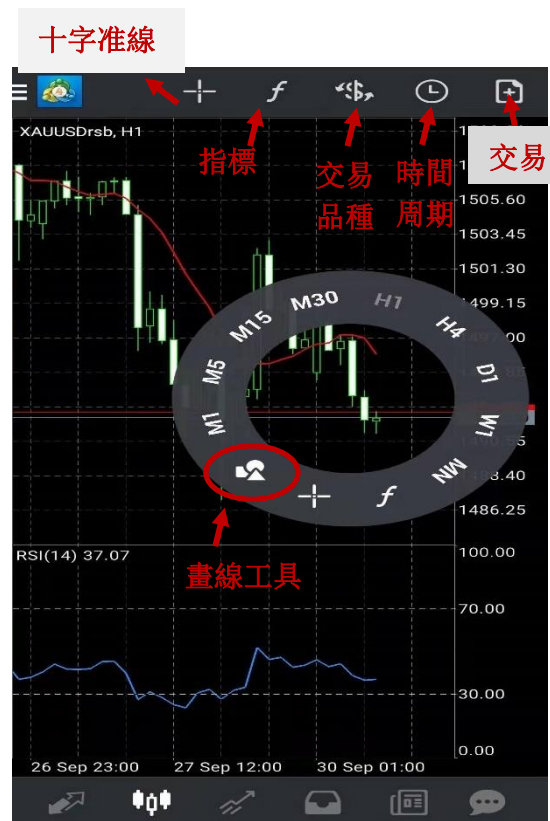 十字准線
XAUUSDrsb, H1
指標
交易
品種
時間
周期
交易
1505.60
1503.45
1501.30
1499.15
M1
M5
M15
M30
H1
H4
D1
W1
MN
f
1486.25
畫線工具
RSI(14) 37.07
100.00
70.00
30.00
0.00
26 Sep 23:00
27 Sep 12:00
30 Sep 01:00